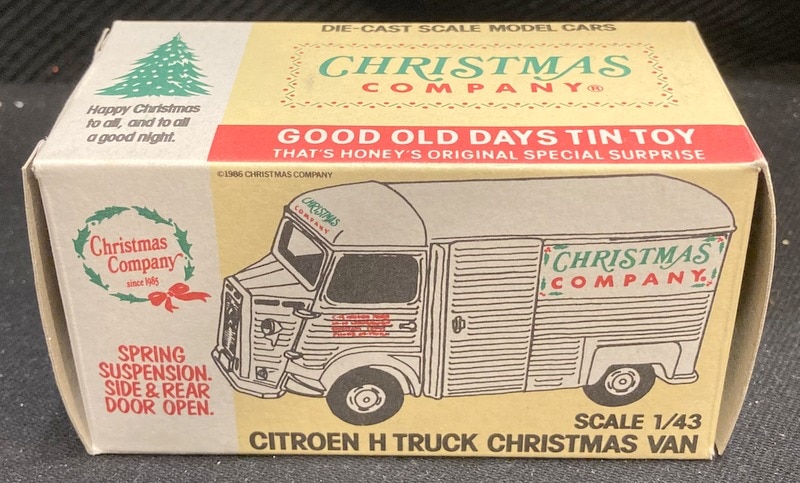 DIE-CAST SCALE MODEL CARS
CHRISTMAS
COMPANY®
Happy Christmas
to all, and to all
a good night.
GOOD OLD DAYS TIN TOY
THAT'S HONEY'S ORIGINAL SPECIAL SURPRISE
©1986 CHRISTMAS COMPANY
CHRISTMAS
COMPANY
Christmas
Company
since 1985
CHRISTMAS
COMPANY.
SPRING
SUSPENSION.
SIDE & REAR
DOOR OPEN.
SCALE 1/43
CITROEN H TRUCK CHRISTMAS VAN